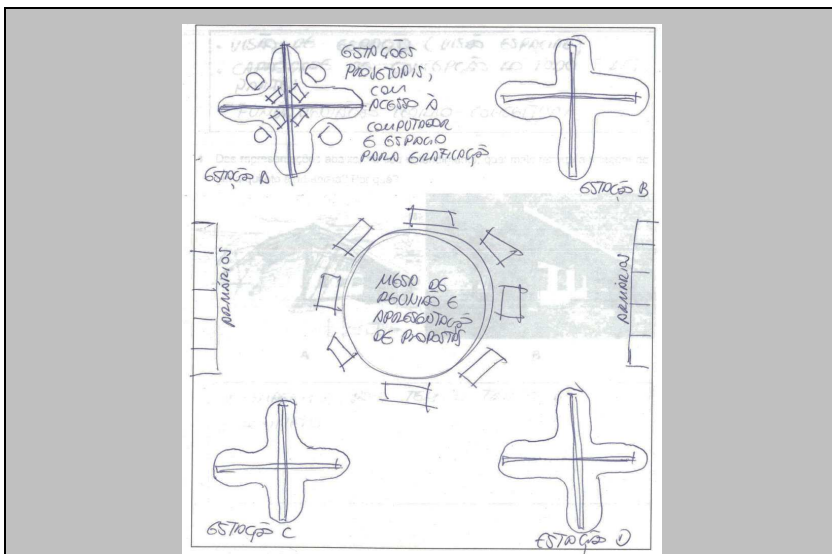 ESTAÇÕES
PROJETUAIS,
COM
ACESSO À
COMPUTADOR
E ESPAÇO
PARA GRAFICAÇÃO
ESTAÇÃO A
ESTAÇÃO B
ARMÁRIOS
MESA DE
REUNIÃO E
APRESENTAÇÃO
DE PROPOSTAS
ARMÁRIOS
A
B
ESTAÇÃO C
ESTAÇÃO D